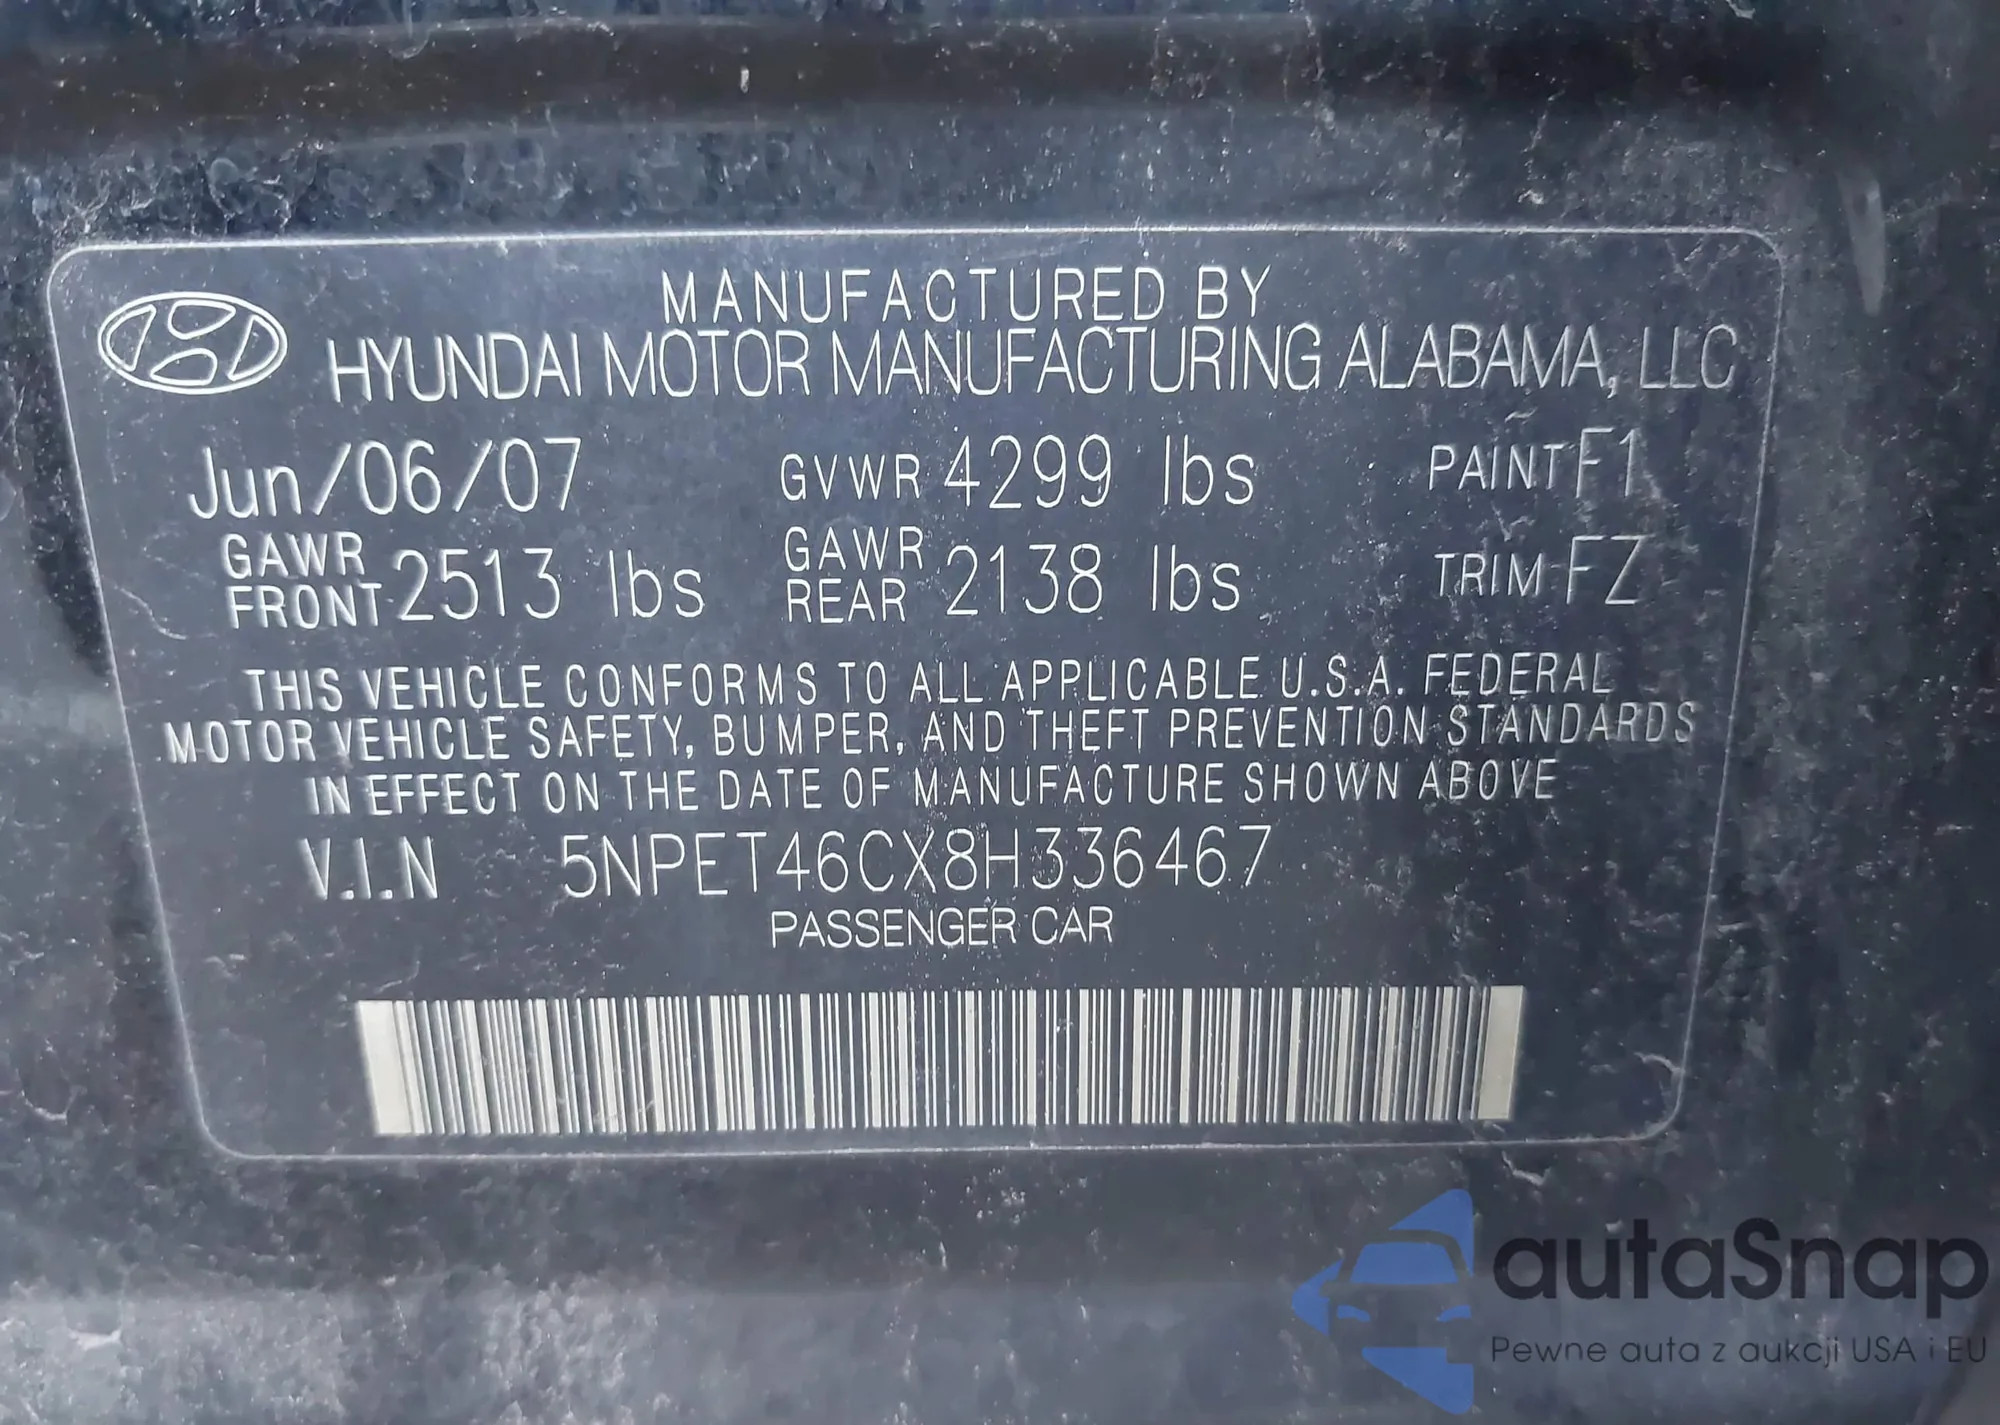 MANUFACTURED BY
HYUNDAI MOTOR MANUFACTURING ALABAMA, LLC
Jun/06/07 GVWR 4299 lbs PAINT F1
GAWR FRONT 2513 lbs GAWR REAR 2138 lbs TRIM FZ
THIS VEHICLE CONFORMS TO ALL APPLICABLE U.S.A. FEDERAL
MOTOR VEHICLE SAFETY, BUMPER, AND THEFT PREVENTION STANDARDS
IN EFFECT ON THE DATE OF MANUFACTURE SHOWN ABOVE
V.I.N 5NPET46CX8H336467
PASSENGER CAR
autaSnap
Pewne auta z aukcji USA i EU